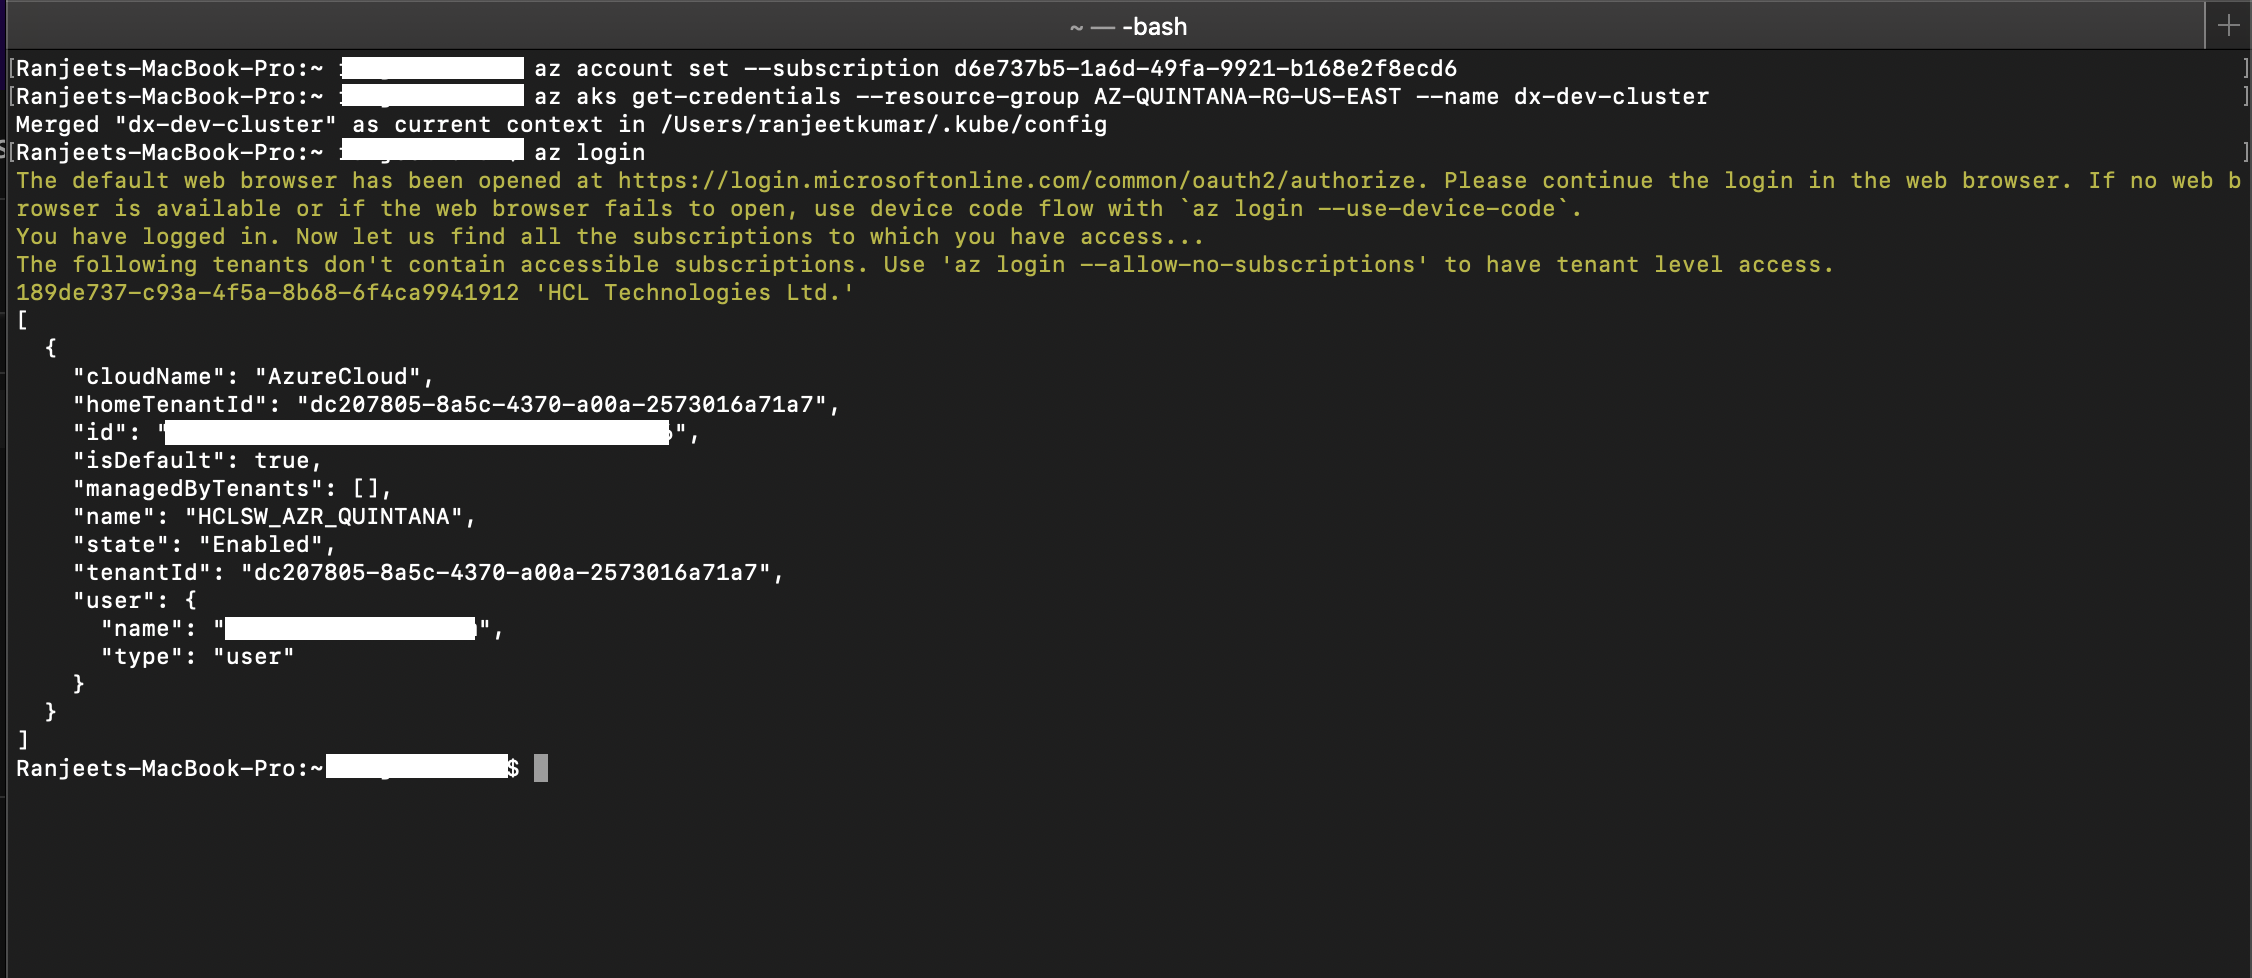 ~ — -bash
[Ranjeets-MacBook-Pro:~ az account set --subscription d6e737b5-1a6d-49fa-9921-b168e2f8ecd6 ]
[Ranjeets-MacBook-Pro:~ az aks get-credentials --resource-group AZ-QUINTANA-RG-US-EAST --name dx-dev-cluster ]
Merged "dx-dev-cluster" as current context in /Users/ranjeetkumar/.kube/config
[Ranjeets-MacBook-Pro:~ az login ]
The default web browser has been opened at https://login.microsoftonline.com/common/oauth2/authorize. Please continue the login in the web browser. If no web b
rowser is available or if the web browser fails to open, use device code flow with `az login --use-device-code`.
You have logged in. Now let us find all the subscriptions to which you have access...
The following tenants don't contain accessible subscriptions. Use 'az login --allow-no-subscriptions' to have tenant level access.
189de737-c93a-4f5a-8b68-6f4ca9941912 'HCL Technologies Ltd.'
[
  {
    "cloudName": "AzureCloud",
    "homeTenantId": "dc207805-8a5c-4370-a00a-2573016a71a7",
    "id": "",
    "isDefault": true,
    "managedByTenants": [],
    "name": "HCLSW_AZR_QUINTANA",
    "state": "Enabled",
    "tenantId": "dc207805-8a5c-4370-a00a-2573016a71a7",
    "user": {
      "name": "",
      "type": "user"
    }
  }
]
Ranjeets-MacBook-Pro:~ $